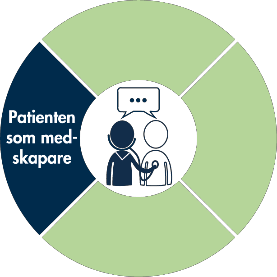 Patienten
som med-
skapare